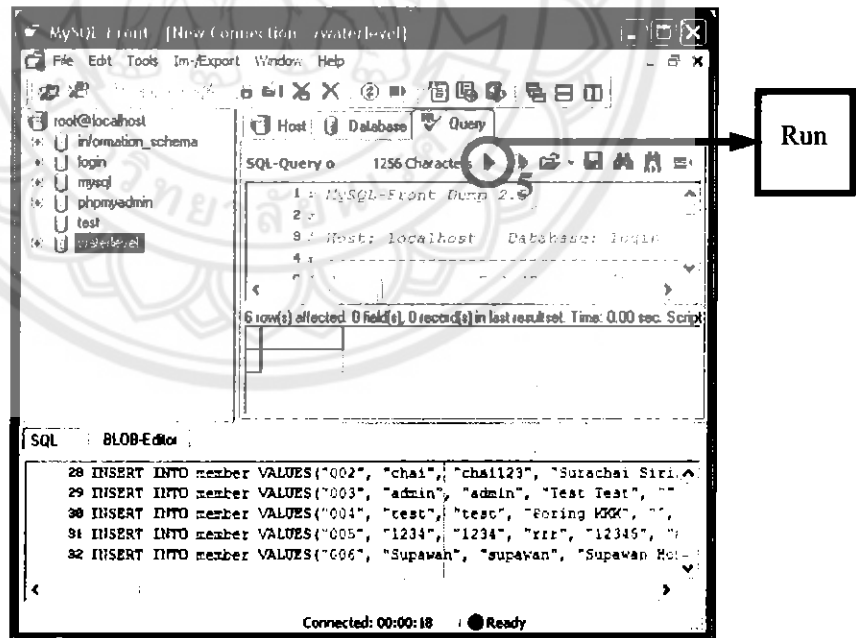 MySQL-Front - [New Connection - /waterlevel]
File Edit Tools Im-/Export Window Help
root@localhost
information_schema
login
mysql
phpmyadmin
test
waterlevel
Host Database Query
SQL-Query o 1256 Characters
5
Run
1 # MySQL-Front Dump 2.5
2 #
3 # Host: localhost Database: login
4 #
6 row(s) affected. 0 field(s), 0 record(s) in last result set. Time: 0.00 sec. Script
SQL BLOB-Editor
28 INSERT INTO member VALUES("002", "chai", "chai123", "Surachai Siri
29 INSERT INTO member VALUES("003", "admin", "admin", "Test Test", ""
30 INSERT INTO member VALUES("004", "test", "test", "Poring KKK", "",
31 INSERT INTO member VALUES("005", "1234", "1234", "rrr", "12345",
32 INSERT INTO member VALUES("006", "Supawan", "supawan", "Supawan
Connected: 00:00:18 Ready